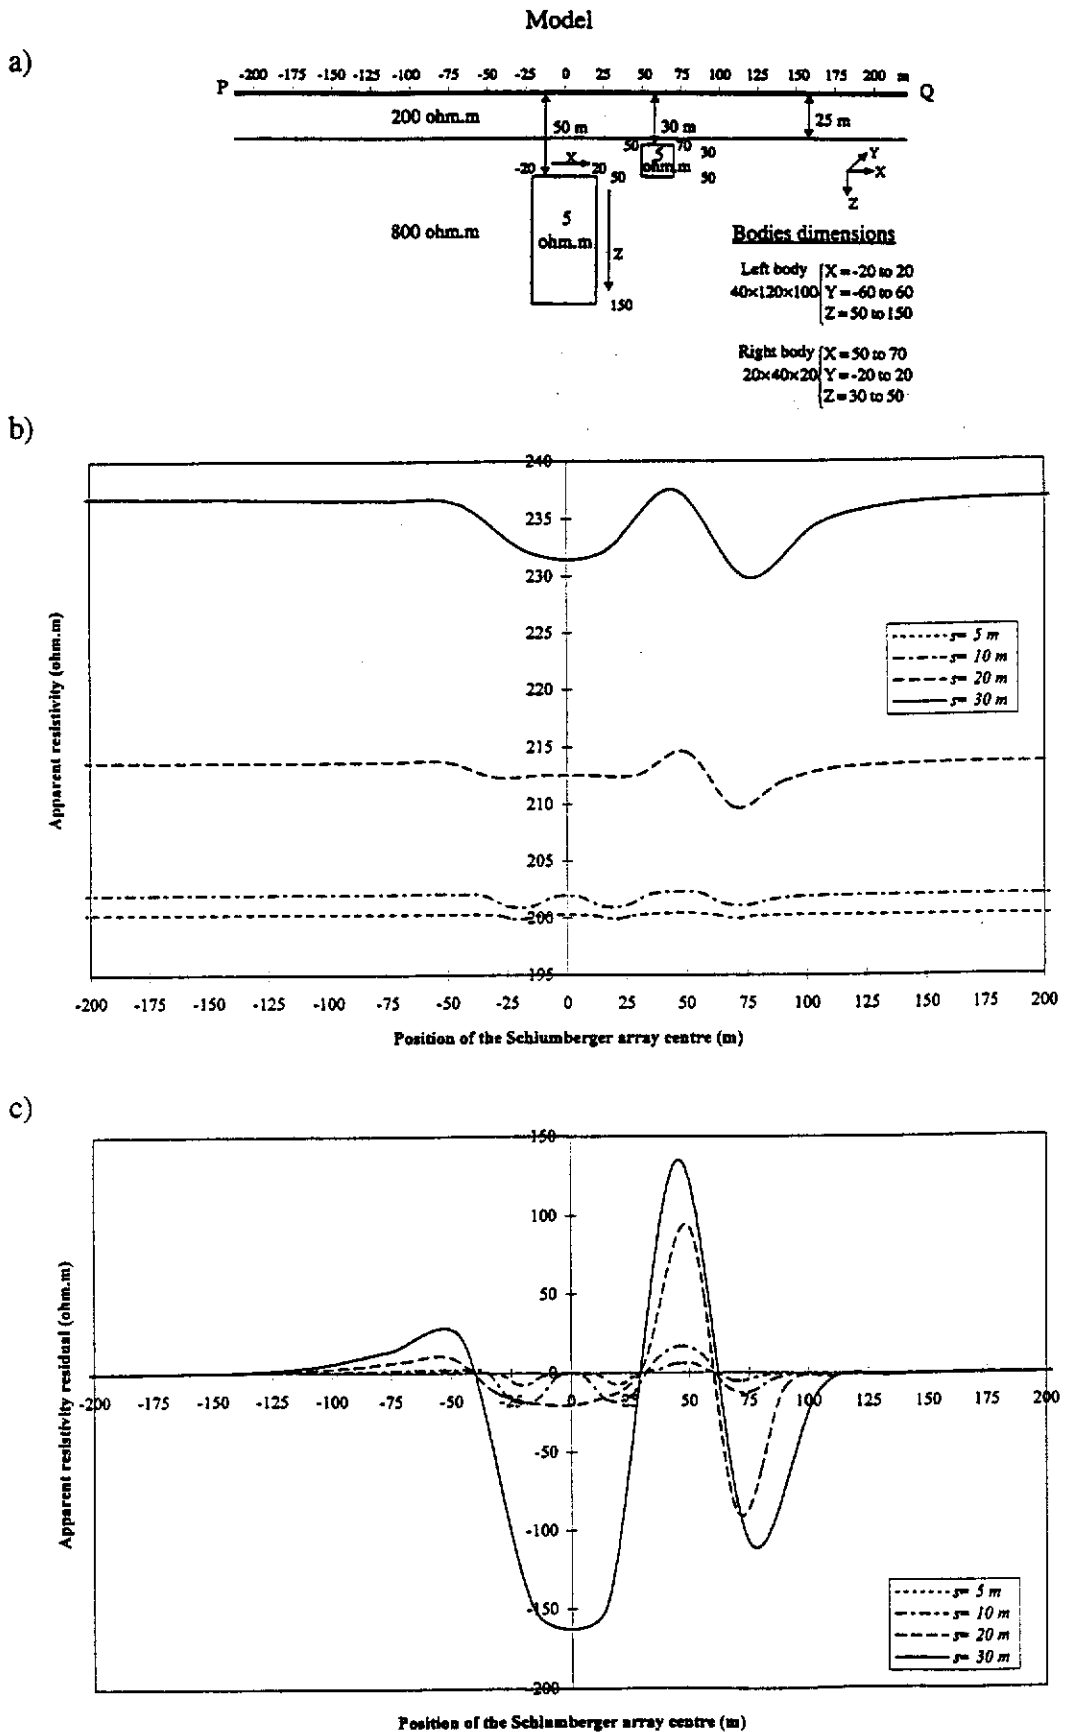 Model
a)
-200 -175 -150 -125 -100 -75 -50 -25 0 25 50 75 100 125 150 175 200 m
P
Q
200 ohm.m
50 m
30 m
25 m
50 5 70 30
ohm.m
50
X
-20 20 50
Y
X
Z
5
ohm.m
Z
150
800 ohm.m
Bodies dimensions
Left body
40×120×100
X = -20 to 20
Y = -60 to 60
Z = 50 to 150
Right body
20×40×20
X = 50 to 70
Y = -20 to 20
Z = 30 to 50
b)
Apparent resistivity (ohm.m)
240
235
230
225
220
215
210
205
200
195
s= 5 m
s= 10 m
s= 20 m
s= 30 m
-200 -175 -150 -125 -100 -75 -50 -25 0 25 50 75 100 125 150 175 200
Position of the Schlumberger array centre (m)
c)
Apparent resistivity residual (ohm.m)
150
100
50
0
-200 -175 -150 -125 -100 -75 -50 -25 0 25 50 75 100 125 150 175 200
-50
-100
-150
-200
s= 5 m
s= 10 m
s= 20 m
s= 30 m
Position of the Schlumberger array centre (m)